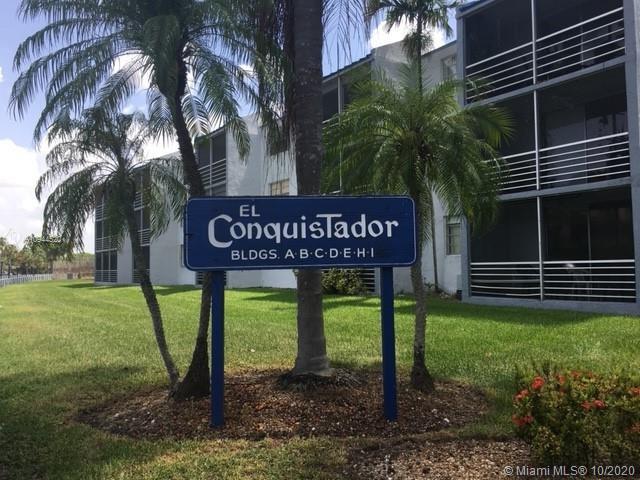 EL
ConquisTador
BLDGS. A·B·C·D·E·H·I
©Miami MLS® 10/2020